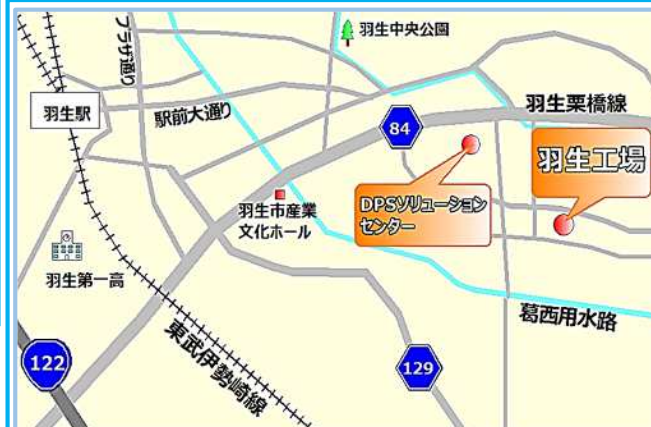 羽生中央公園
プラザ通り
羽生駅
駅前大通り
羽生栗橋線
84
羽生工場
DPSソリューション
センター
羽生市産業
文化ホール
羽生第一高
葛西用水路
東武伊勢崎線
122
129